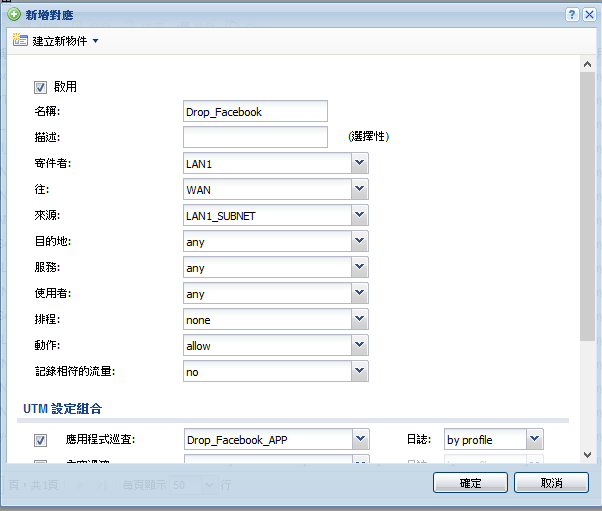 新增對應
建立新物件
啟用
名稱: Drop_Facebook
描述: (選擇性)
寄件者: LAN1
往: WAN
來源: LAN1_SUBNET
目的地: any
服務: any
使用者: any
排程: none
動作: allow
記錄相符的流量: no
UTM 設定組合
應用程式巡查: Drop_Facebook_APP 日誌: by profile
頁，共1頁 每頁顯示 50 行
確定 取消